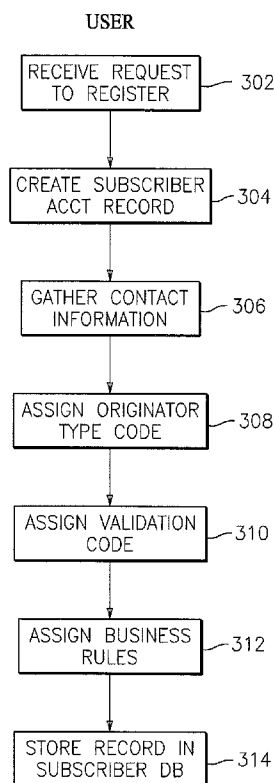 USER
RECEIVE REQUEST
TO REGISTER
302
CREATE SUBSCRIBER
ACCT RECORD
304
GATHER CONTACT
INFORMATION
306
ASSIGN ORIGINATOR
TYPE CODE
308
ASSIGN VALIDATION
CODE
310
ASSIGN BUSINESS
RULES
312
STORE RECORD IN
SUBSCRIBER DB
314